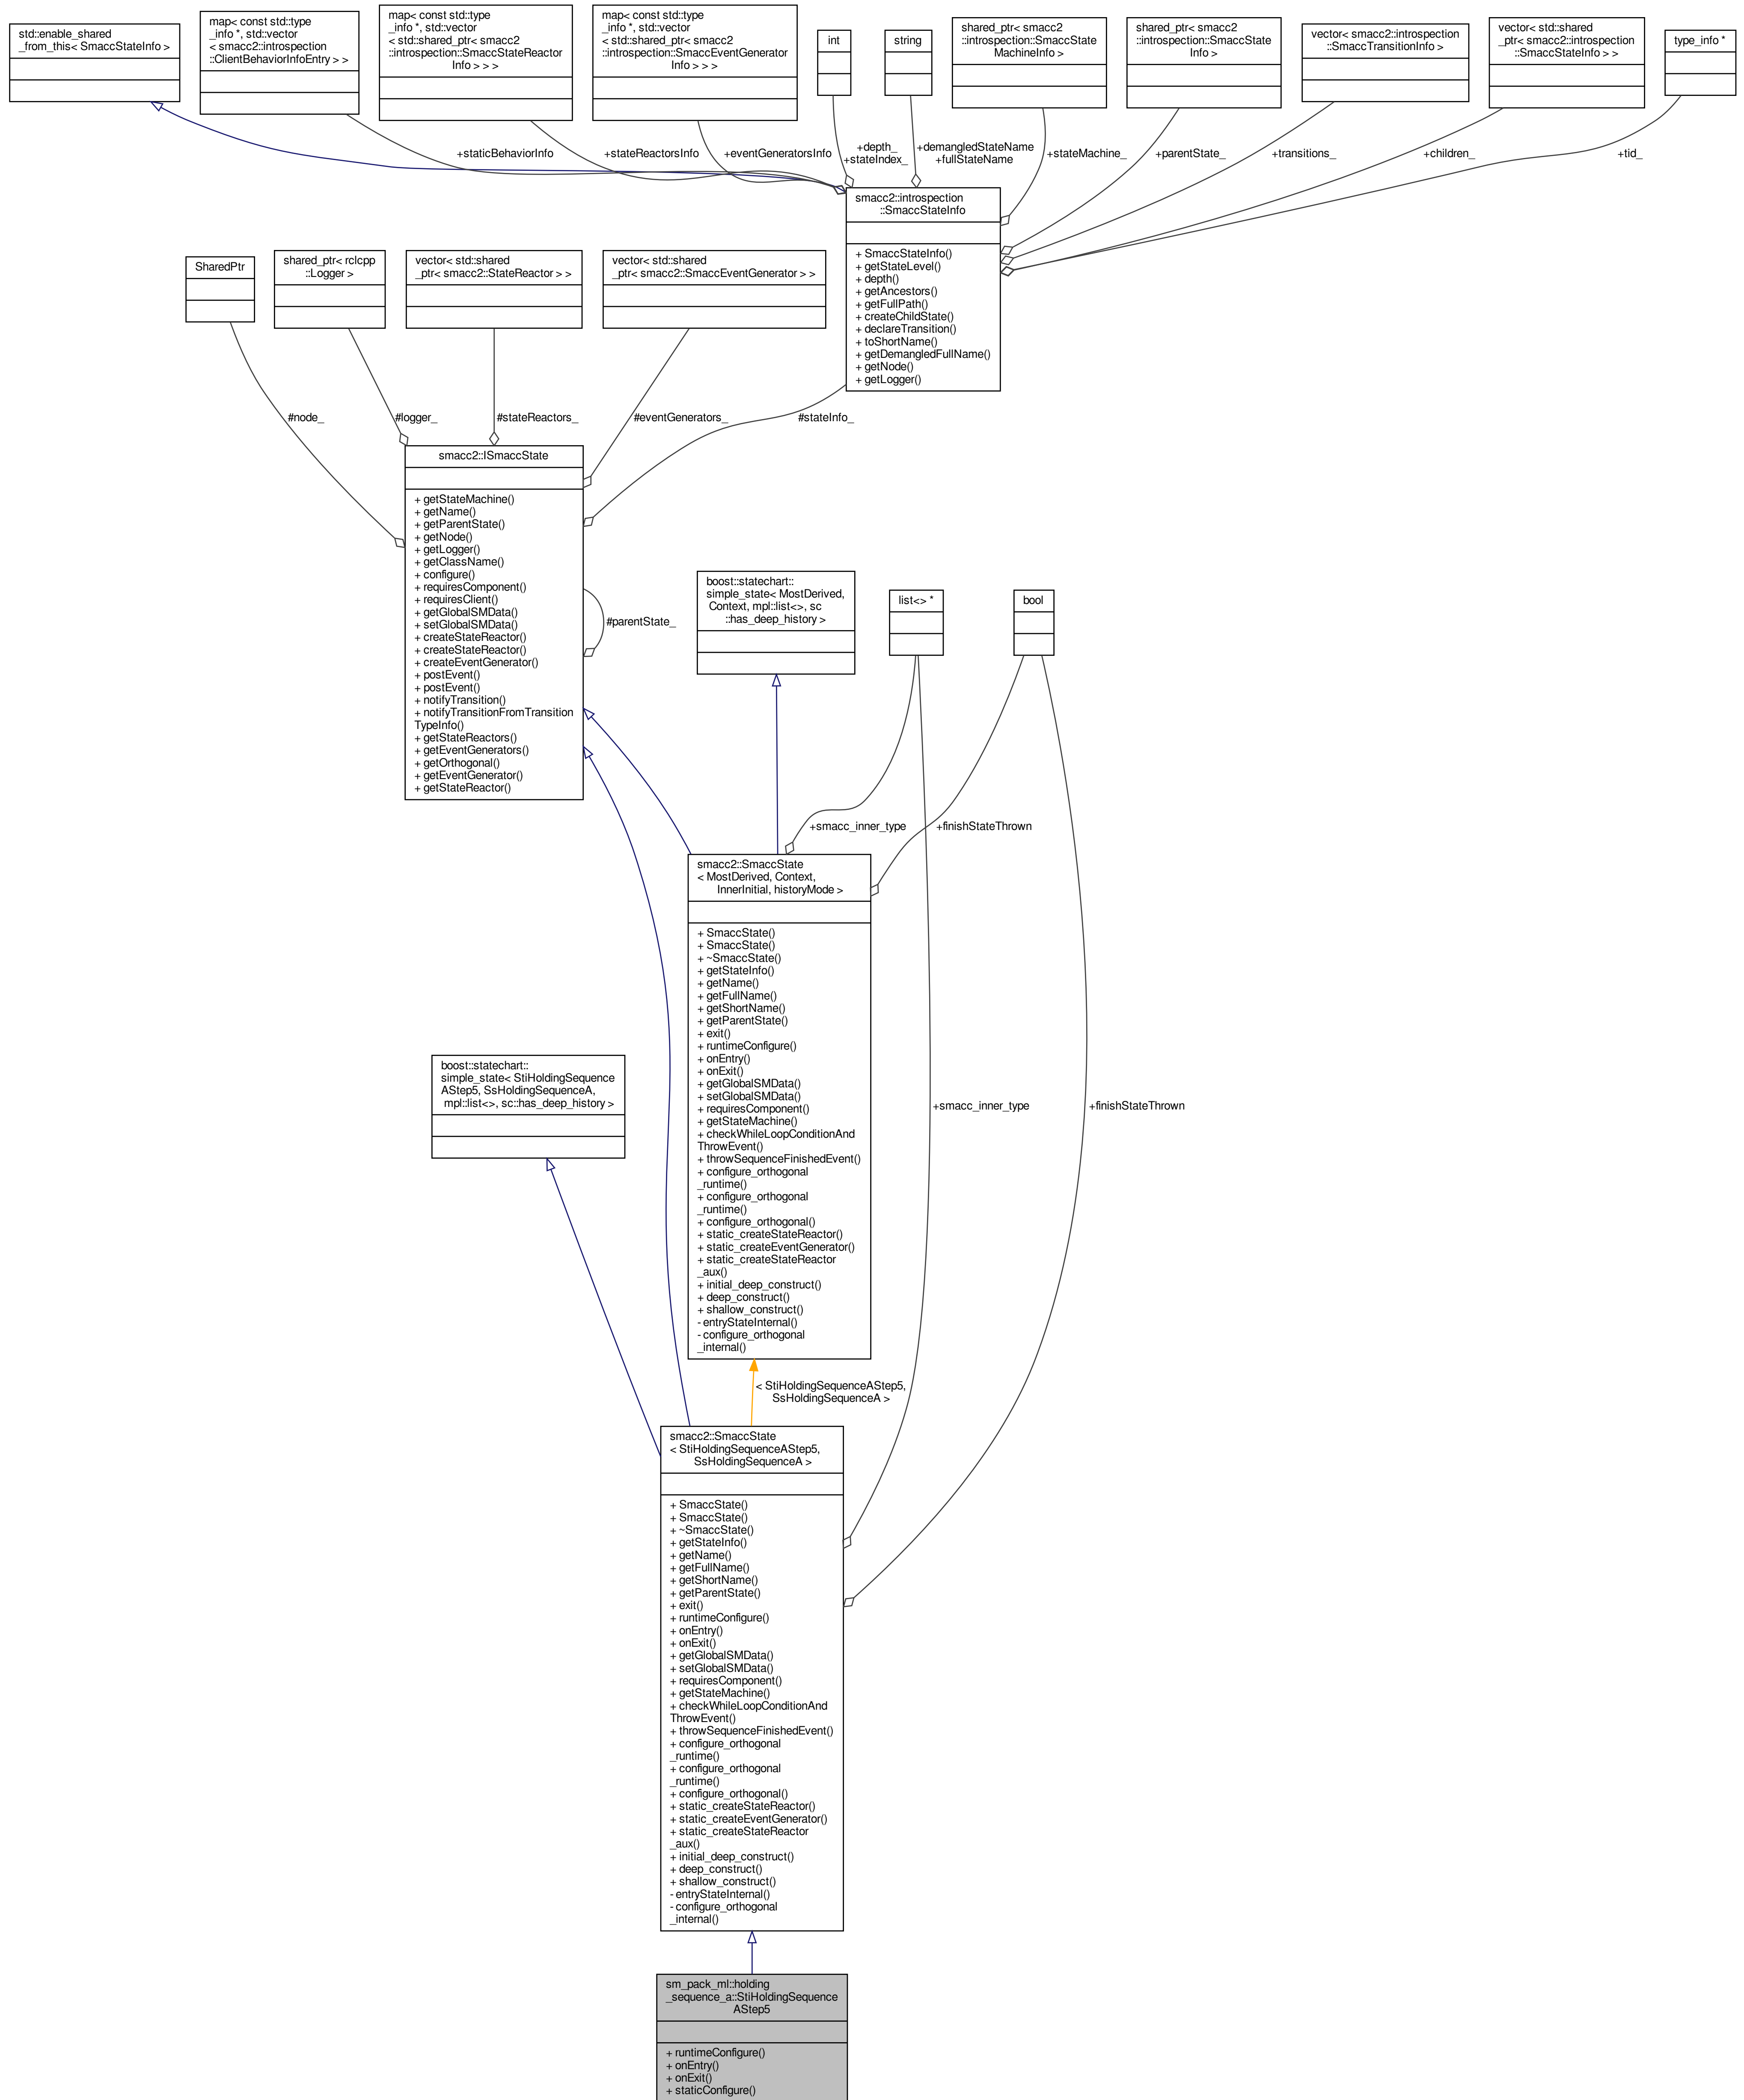 std::enable_shared
_from_this< SmaccStateInfo >
map< const std::type
_info *, std::vector
< smacc2::introspection
::ClientBehaviorInfoEntry > >
map< const std::type
_info *, std::vector
< std::shared_ptr< smacc2
::introspection::SmaccStateReactor
Info > > >
map< const std::type
_info *, std::vector
< std::shared_ptr< smacc2
::introspection::SmaccEventGenerator
Info > > >
int
string
shared_ptr< smacc2
::introspection::SmaccState
MachineInfo >
shared_ptr< smacc2
::introspection::SmaccState
Info >
vector< smacc2::introspection
::SmaccTransitionInfo >
vector< std::shared
_ptr< smacc2::introspection
::SmaccStateInfo > >
type_info *
+staticBehaviorInfo
+stateReactorsInfo
+eventGeneratorsInfo
+depth_
+stateIndex_
+demangledStateName
+fullStateName
+stateMachine_
+parentState_
+transitions_
+children_
+tid_
smacc2::introspection
::SmaccStateInfo
+ SmaccStateInfo()
+ getStateLevel()
+ depth()
+ getAncestors()
+ getFullPath()
+ createChildState()
+ declareTransition()
+ toShortName()
+ getDemangledFullName()
+ getNode()
+ getLogger()
SharedPtr
shared_ptr< rclcpp
::Logger >
vector< std::shared
_ptr< smacc2::StateReactor > >
vector< std::shared
_ptr< smacc2::SmaccEventGenerator > >
#node_
#logger_
#stateReactors_
#eventGenerators_
#stateInfo_
smacc2::ISmaccState
+ getStateMachine()
+ getName()
+ getParentState()
+ getNode()
+ getLogger()
+ getClassName()
+ configure()
+ requiresComponent()
+ requiresClient()
+ getGlobalSMData()
+ setGlobalSMData()
+ createStateReactor()
+ createStateReactor()
+ createEventGenerator()
+ postEvent()
+ postEvent()
+ notifyTransition()
+ notifyTransitionFromTransition
TypeInfo()
+ getStateReactors()
+ getEventGenerators()
+ getOrthogonal()
+ getEventGenerator()
+ getStateReactor()
#parentState_
boost::statechart::
simple_state< MostDerived,
Context, mpl::list<>, sc
::has_deep_history >
list<> *
bool
+smacc_inner_type
+finishStateThrown
smacc2::SmaccState
< MostDerived, Context,
InnerInitial, historyMode >
+ SmaccState()
+ SmaccState()
+ ~SmaccState()
+ getStateInfo()
+ getName()
+ getFullName()
+ getShortName()
+ getParentState()
+ exit()
+ runtimeConfigure()
+ onEntry()
+ onExit()
+ getGlobalSMData()
+ setGlobalSMData()
+ requiresComponent()
+ getStateMachine()
+ checkWhileLoopConditionAnd
ThrowEvent()
+ throwSequenceFinishedEvent()
+ configure_orthogonal
_runtime()
+ configure_orthogonal
_runtime()
+ configure_orthogonal()
+ static_createStateReactor()
+ static_createEventGenerator()
+ static_createStateReactor
_aux()
+ initial_deep_construct()
+ deep_construct()
+ shallow_construct()
- entryStateInternal()
- configure_orthogonal
_internal()
boost::statechart::
simple_state< StiHoldingSequence
AStep5, SsHoldingSequenceA,
mpl::list<>, sc::has_deep_history >
+smacc_inner_type
+finishStateThrown
< StiHoldingSequenceAStep5,
SsHoldingSequenceA >
smacc2::SmaccState
< StiHoldingSequenceAStep5,
SsHoldingSequenceA >
+ SmaccState()
+ SmaccState()
+ ~SmaccState()
+ getStateInfo()
+ getName()
+ getFullName()
+ getShortName()
+ getParentState()
+ exit()
+ runtimeConfigure()
+ onEntry()
+ onExit()
+ getGlobalSMData()
+ setGlobalSMData()
+ requiresComponent()
+ getStateMachine()
+ checkWhileLoopConditionAnd
ThrowEvent()
+ throwSequenceFinishedEvent()
+ configure_orthogonal
_runtime()
+ configure_orthogonal
_runtime()
+ configure_orthogonal()
+ static_createStateReactor()
+ static_createEventGenerator()
+ static_createStateReactor
_aux()
+ initial_deep_construct()
+ deep_construct()
+ shallow_construct()
- entryStateInternal()
- configure_orthogonal
_internal()
sm_pack_ml::holding
_sequence_a::StiHoldingSequence
AStep5
+ runtimeConfigure()
+ onEntry()
+ onExit()
+ staticConfigure()